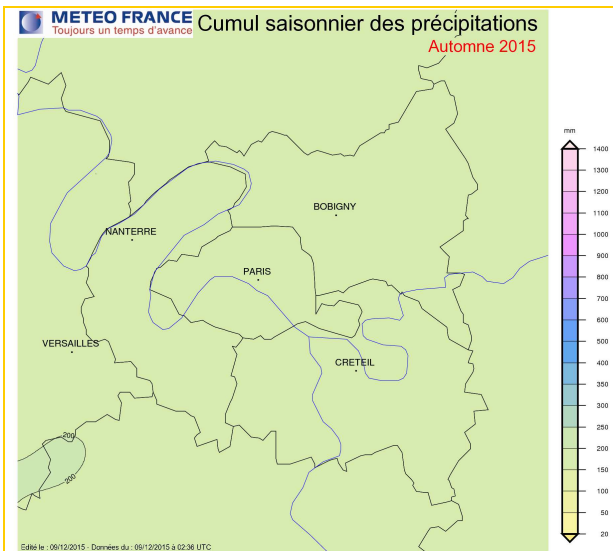 METEO FRANCE
Toujours un temps d'avance
Cumul saisonnier des précipitations
Automne 2015
mm
1400
1300
1200
1100
1000
900
800
700
600
500
400
350
300
250
200
150
100
50
20
BOBIGNY
NANTERRE
PARIS
VERSAILLES
CRETEIL
200
200
Edité le : 09/12/2015 - Données du : 09/12/2015 à 02:36 UTC